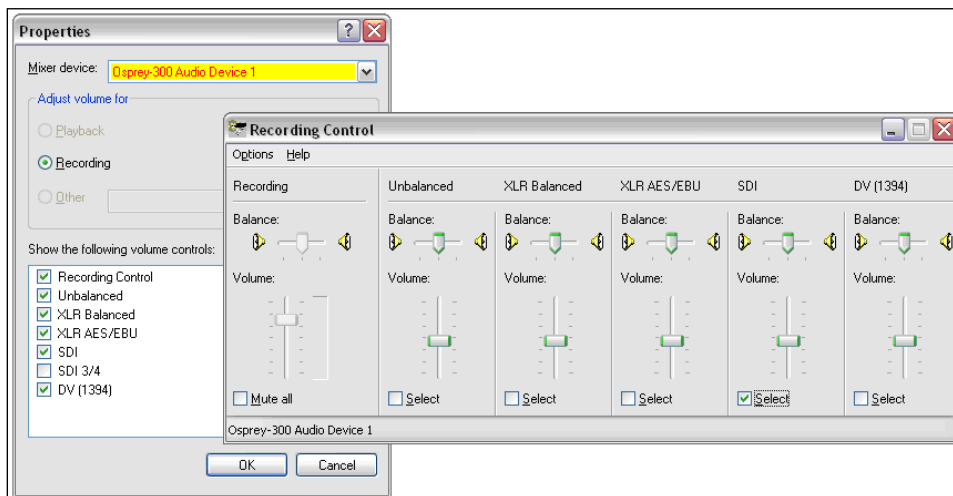 Properties
Mixer device: Osprey-300 Audio Device 1
Adjust volume for
Playback
Recording
Other
Show the following volume controls:
Recording Control
Unbalanced
XLR Balanced
XLR AES/EBU
SDI
SDI 3/4
DV (1394)
OK Cancel
Recording Control
Options Help
Recording Unbalanced XLR Balanced XLR AES/EBU SDI DV (1394)
Balance: Balance: Balance: Balance: Balance: Balance:
Volume: Volume: Volume: Volume: Volume: Volume:
Mute all Select Select Select Select Select
Osprey-300 Audio Device 1